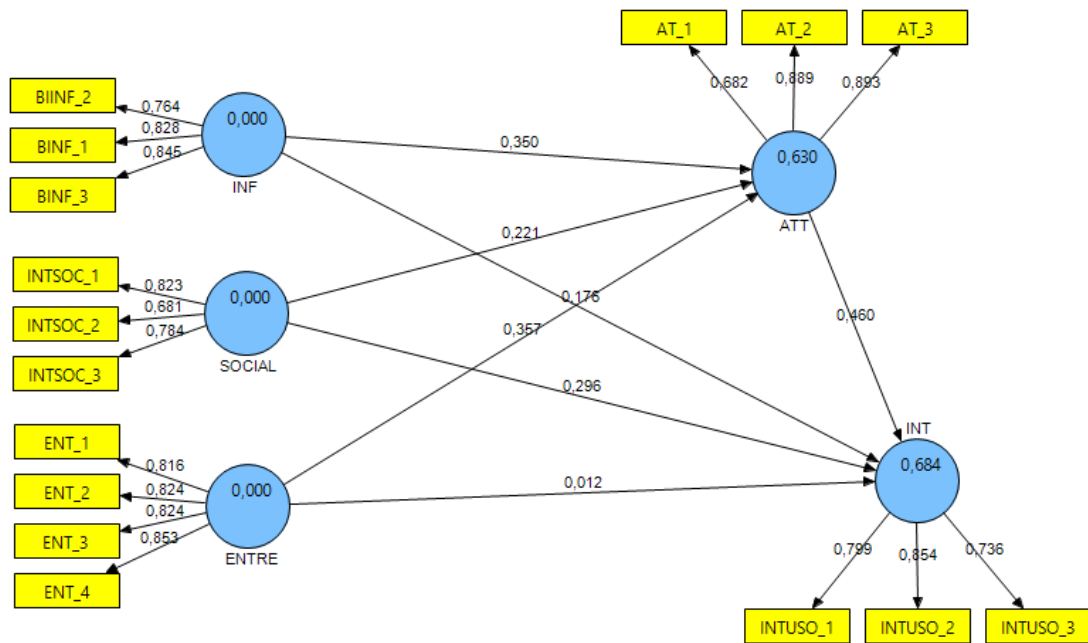 AT_1
AT_2
AT_3
0,682
0,889
0,893
BIINF_2
BINF_1
BINF_3
0,764
0,828
0,845
0,000
INF
0,350
0,630
ATT
INTSOC_1
INTSOC_2
INTSOC_3
0,823
0,681
0,784
0,000
SOCIAL
0,221
0,176
0,357
0,460
0,296
ENT_1
ENT_2
ENT_3
ENT_4
0,816
0,824
0,824
0,853
0,000
ENTRE
0,012
INT
0,684
0,799
0,854
0,736
INTUSO_1
INTUSO_2
INTUSO_3